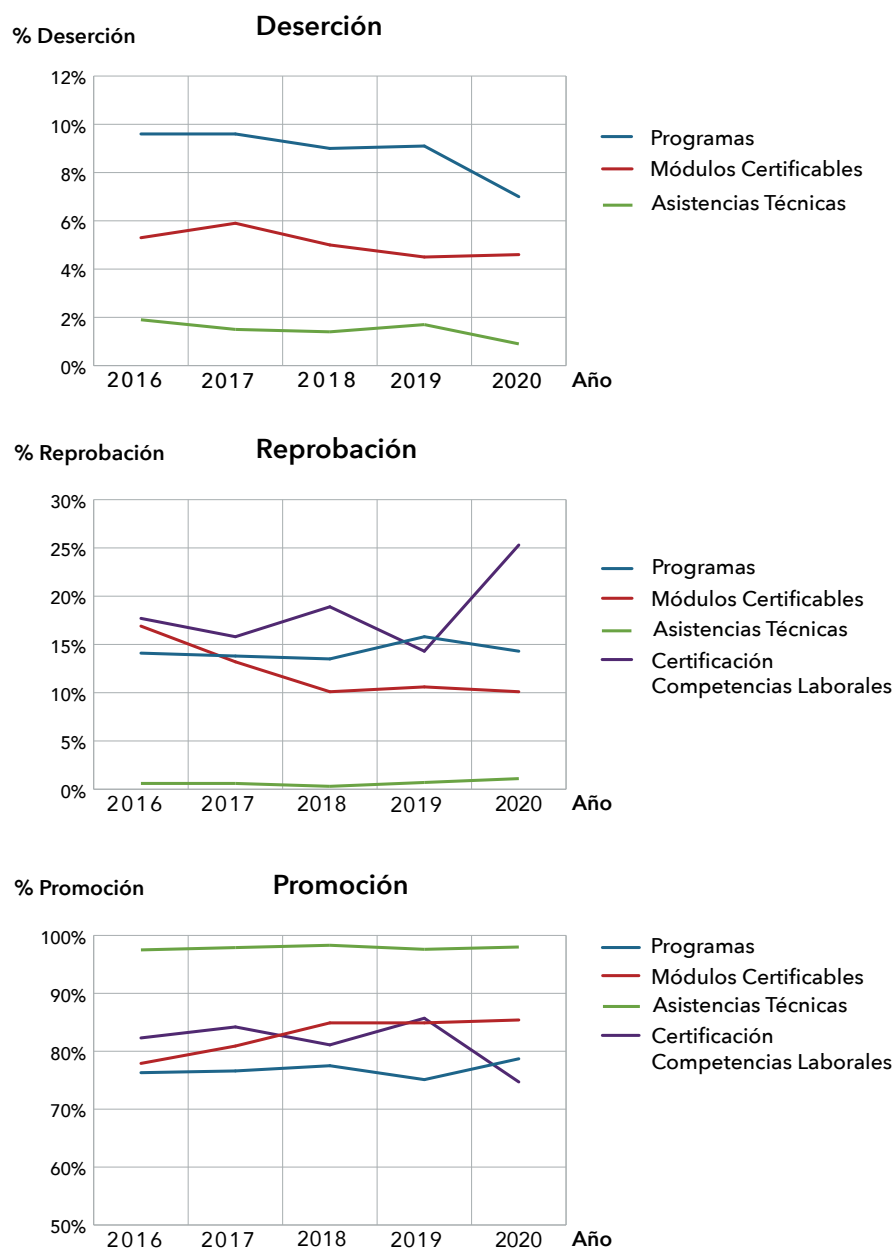 Deserción
% Deserción
12%
10%
8%
6%
4%
2%
0%
2016 2017 2018 2019 2020 Año
Programas
Módulos Certificables
Asistencias Técnicas
Reprobación
% Reprobación
30%
25%
20%
15%
10%
5%
0%
2016 2017 2018 2019 2020 Año
Programas
Módulos Certificables
Asistencias Técnicas
Certificación
Competencias Laborales
Promoción
% Promoción
100%
90%
80%
70%
60%
50%
2016 2017 2018 2019 2020 Año
Programas
Módulos Certificables
Asistencias Técnicas
Certificación
Competencias Laborales